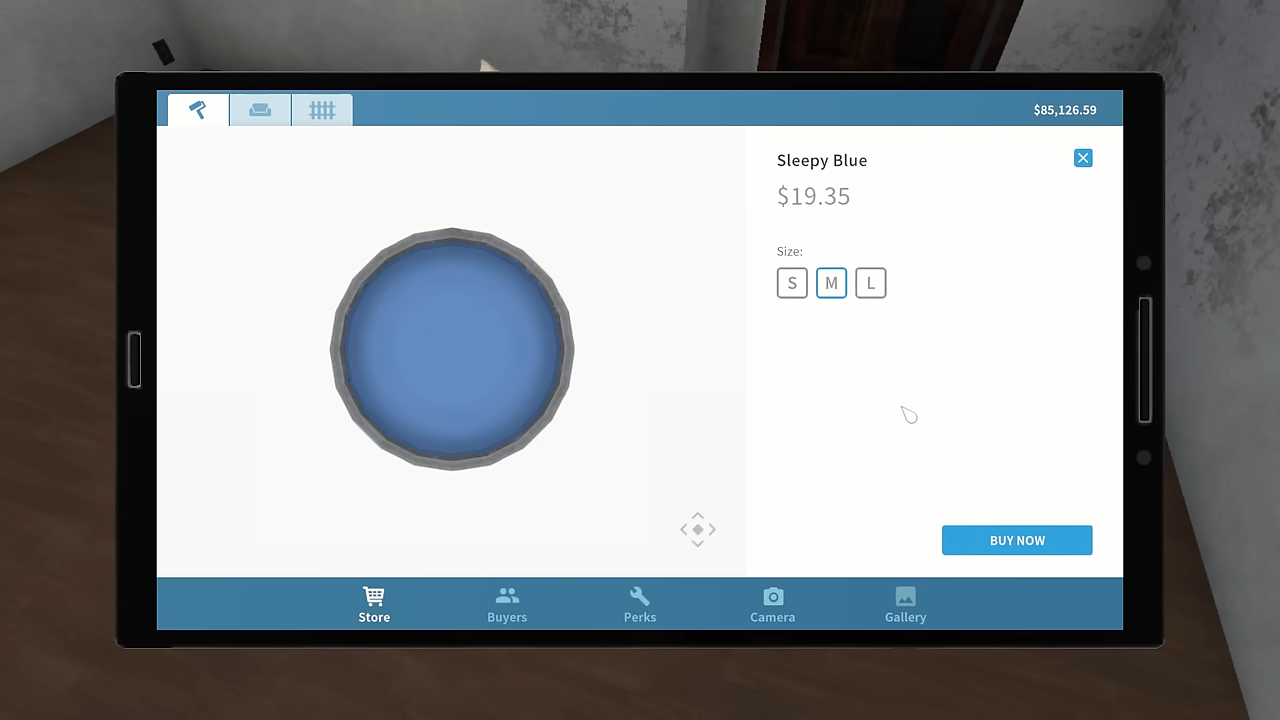 $85,126.59
Sleepy Blue
$19.35
Size:
S M L
BUY NOW
Store Buyers Perks Camera Gallery